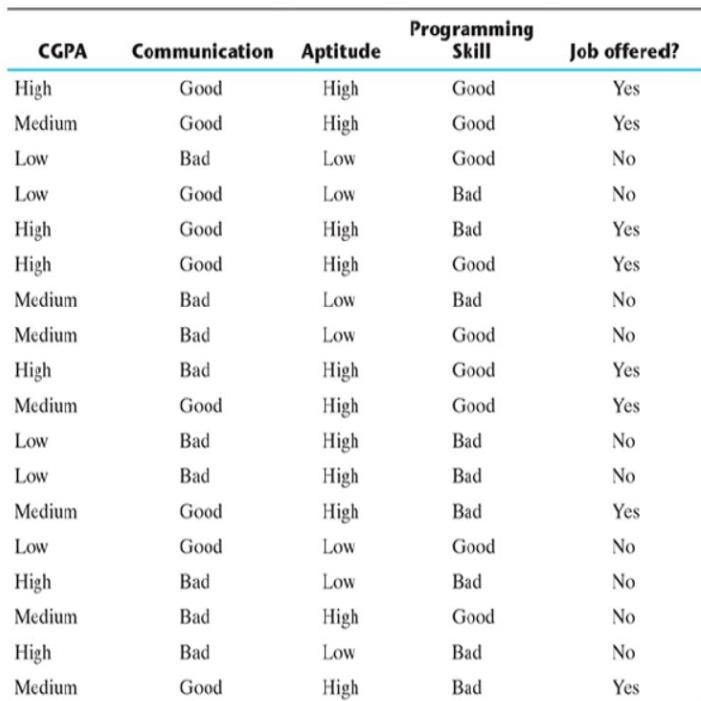 CGPA Communication Aptitude Programming Skill Job offered?
High Good High Good Yes
Medium Good High Good Yes
Low Bad Low Good No
Low Good Low Bad No
High Good High Bad Yes
High Good High Good Yes
Medium Bad Low Bad No
Medium Bad Low Good No
High Bad High Good Yes
Medium Good High Good Yes
Low Bad High Bad No
Low Bad High Bad No
Medium Good High Bad Yes
Low Good Low Good No
High Bad Low Bad No
Medium Bad High Good No
High Bad Low Bad No
Medium Good High Bad Yes